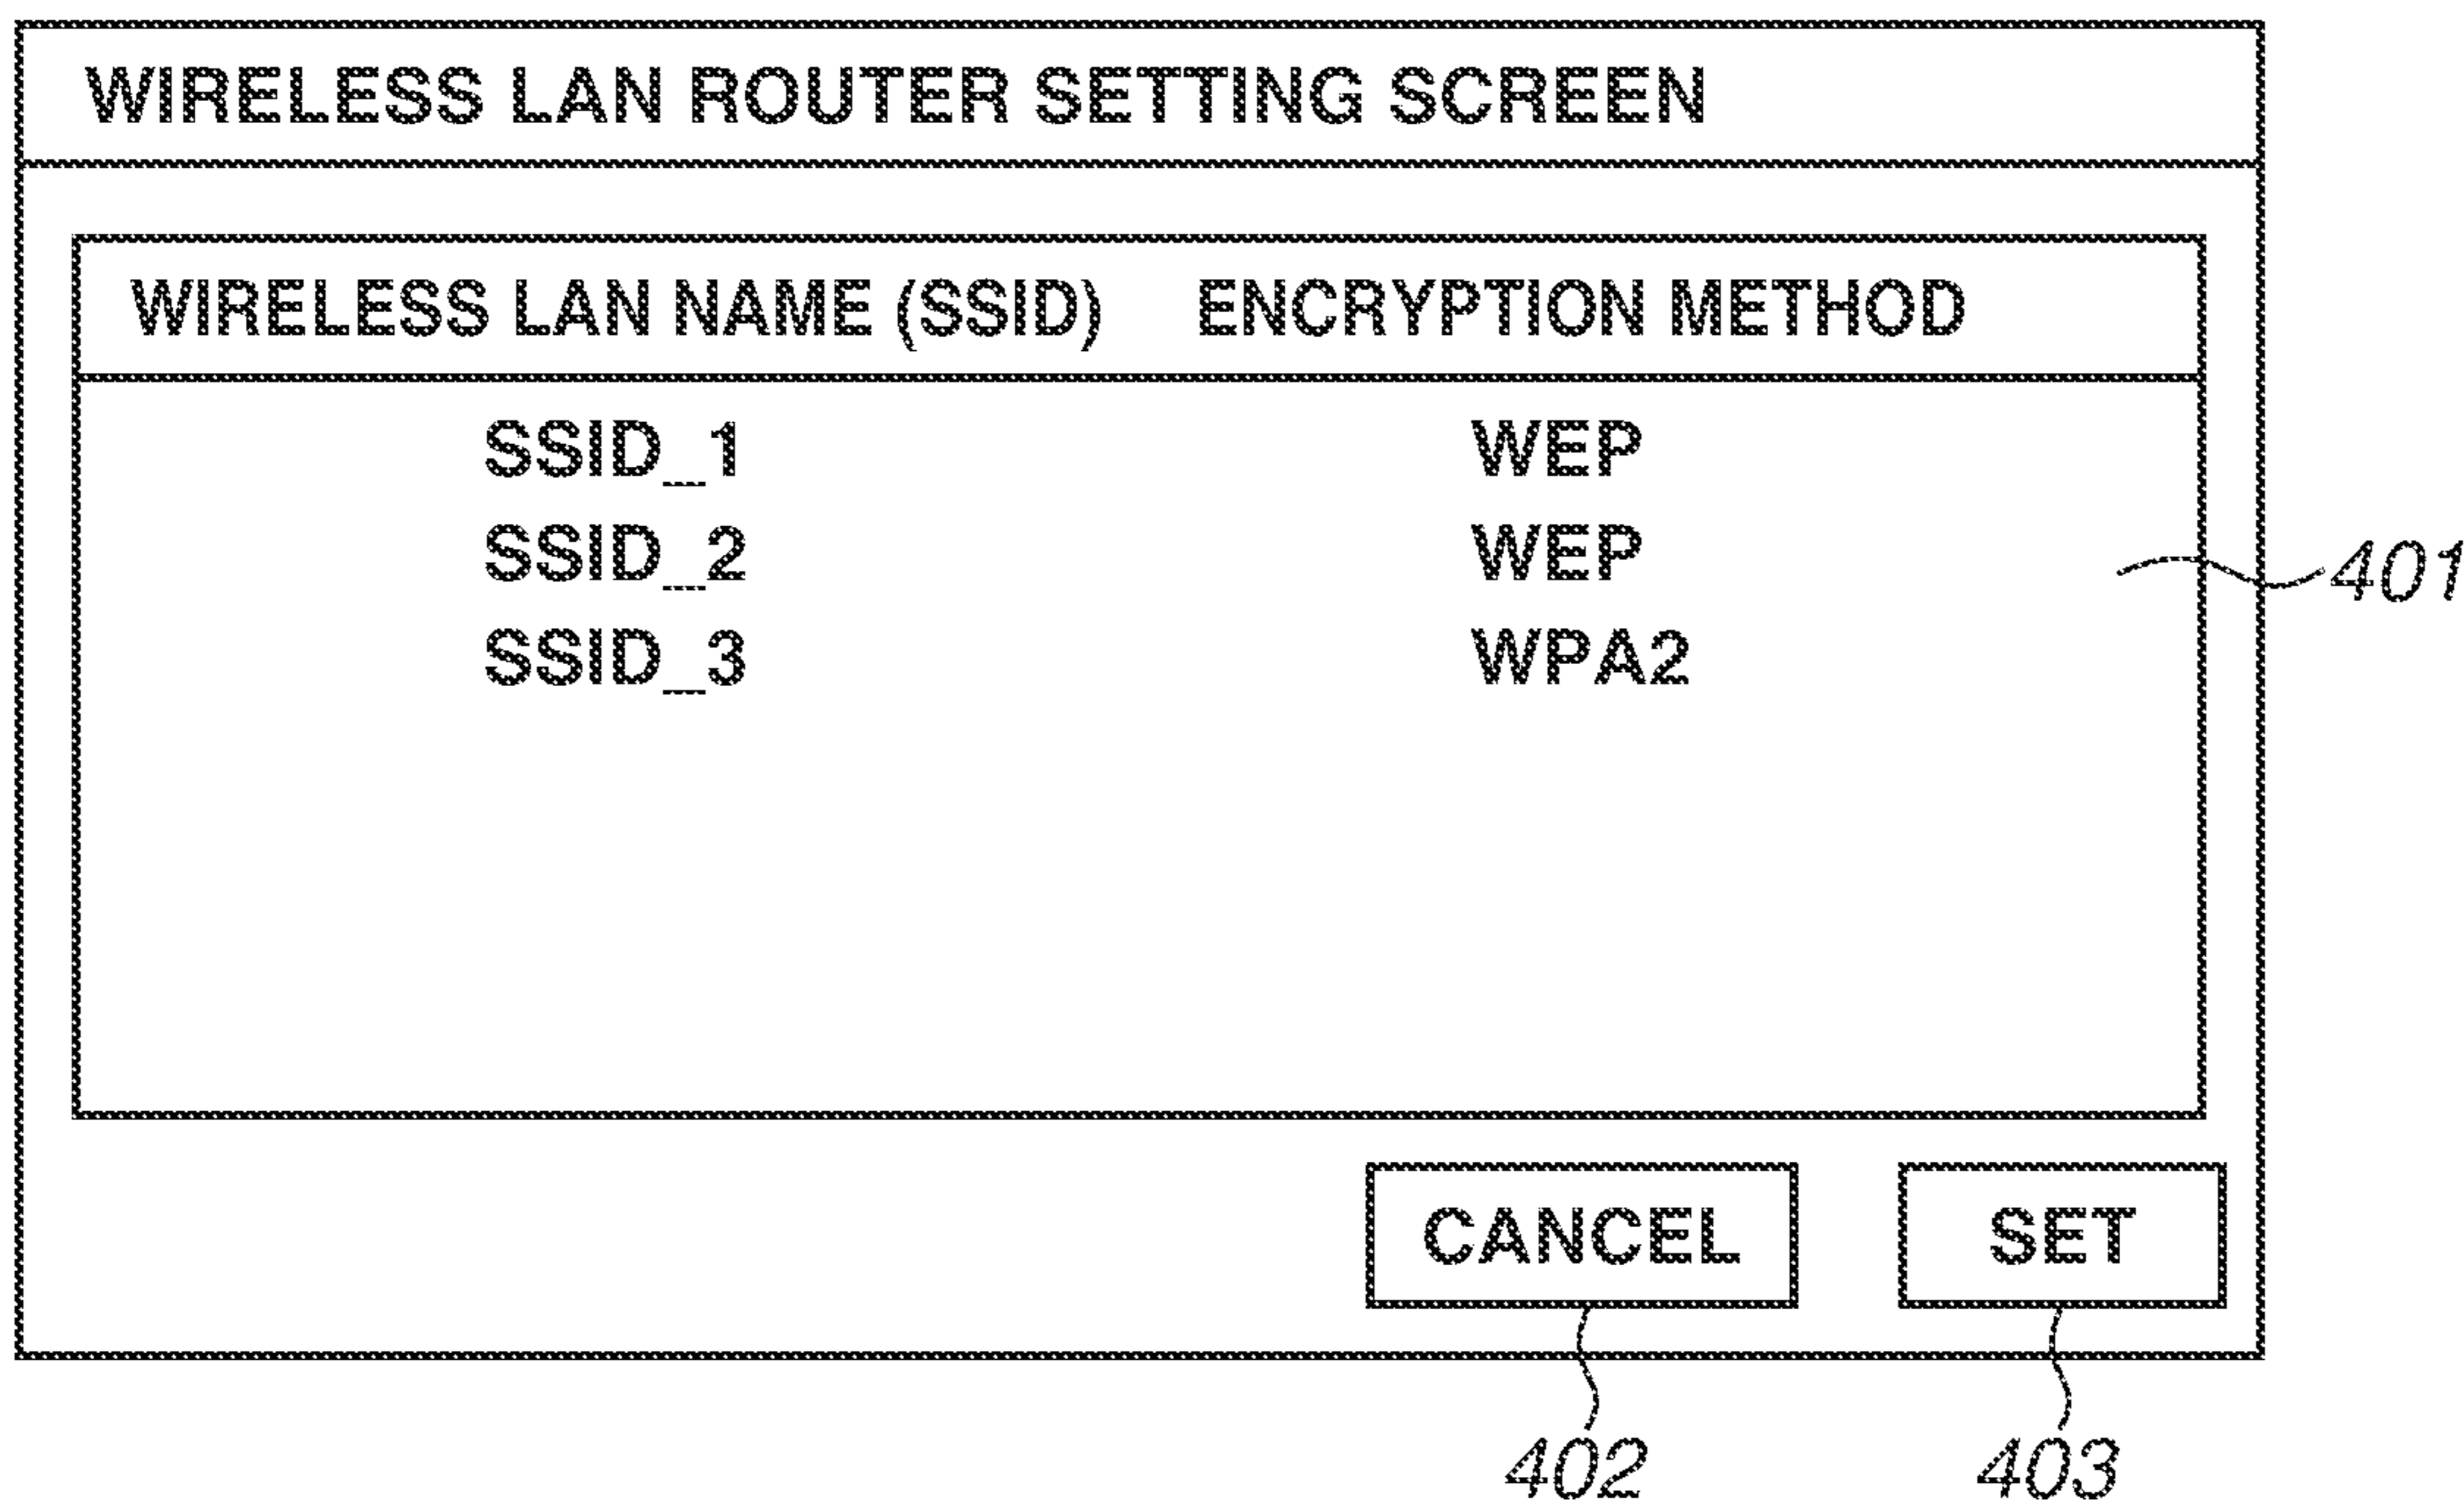 WIRELESS LAN ROUTER SETTING SCREEN
WIRELESS LAN NAME (SSID) ENCRYPTION METHOD
SSID_1 WEP
SSID_2 WEP
401
SSID_3 WPA2
CANCEL SET
402 403